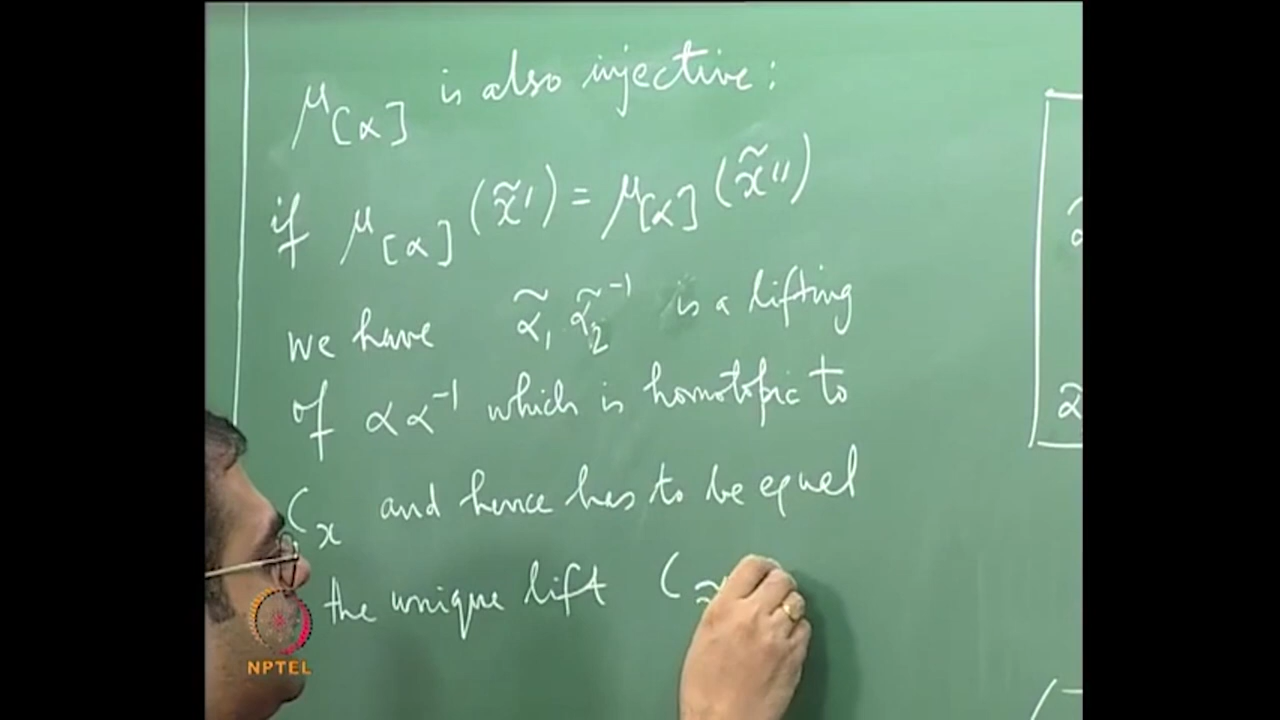 μ[α] is also injective:
if μ[α](x̃′) = μ[α](x̃″)
we have α̃₁ α̃₂⁻¹ is a lifting
of αα⁻¹ which is homotopic to
Cx and hence has to be equal
the unique lift C
NPTEL